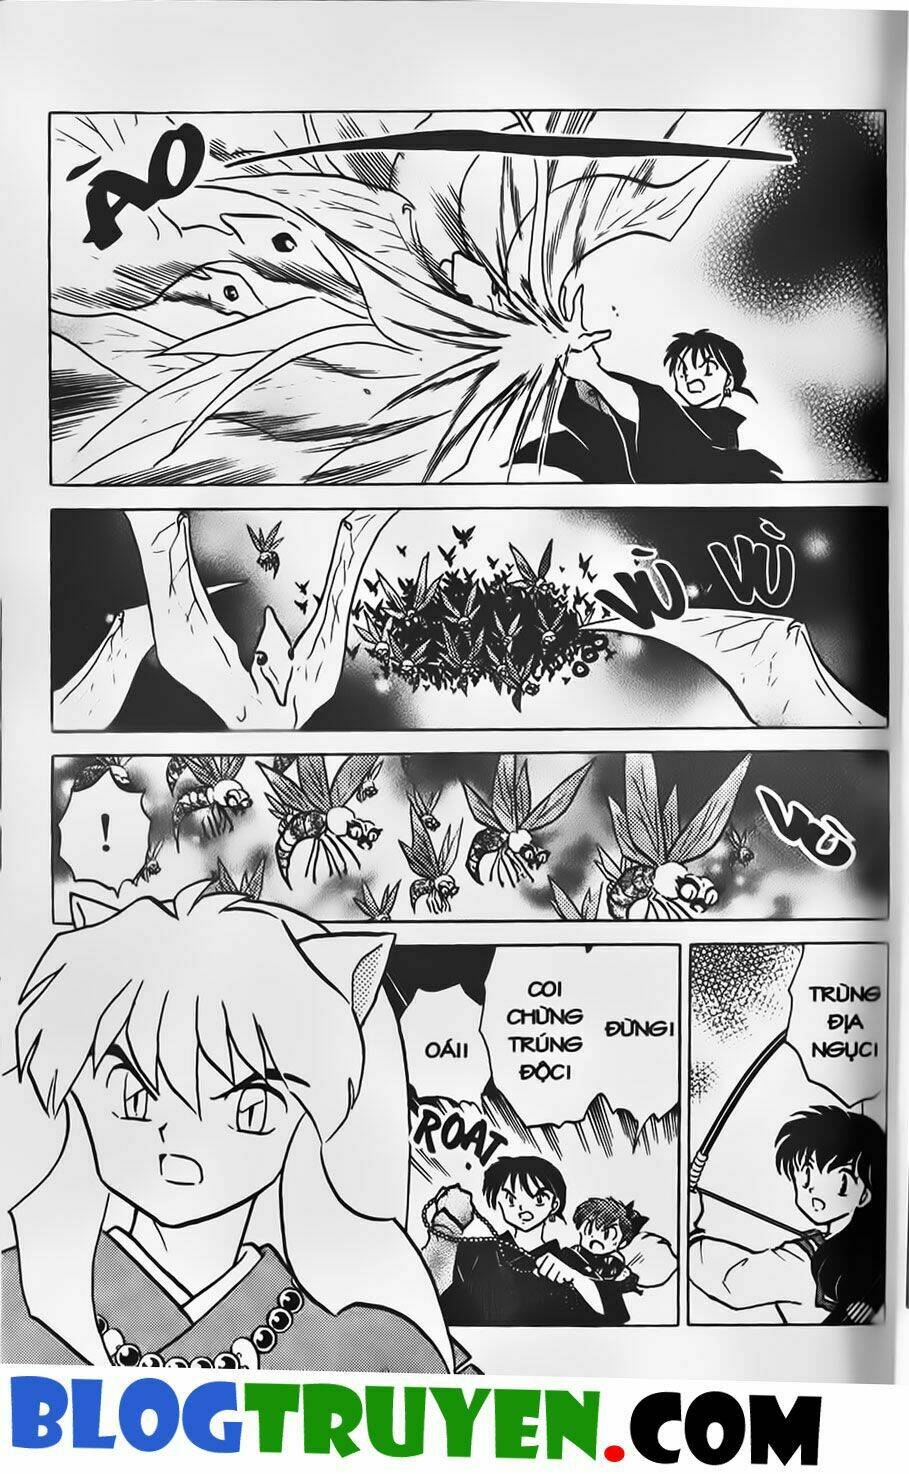 ÀO
VÙ VÙ
VÙ
!
TRÙNG
ĐỊA
NGỤC!
ĐỪNG!
COI
CHỪNG
TRÚNG
ĐỘC!
OÁI!
ROẠT
BLOGTRUYEN.COM